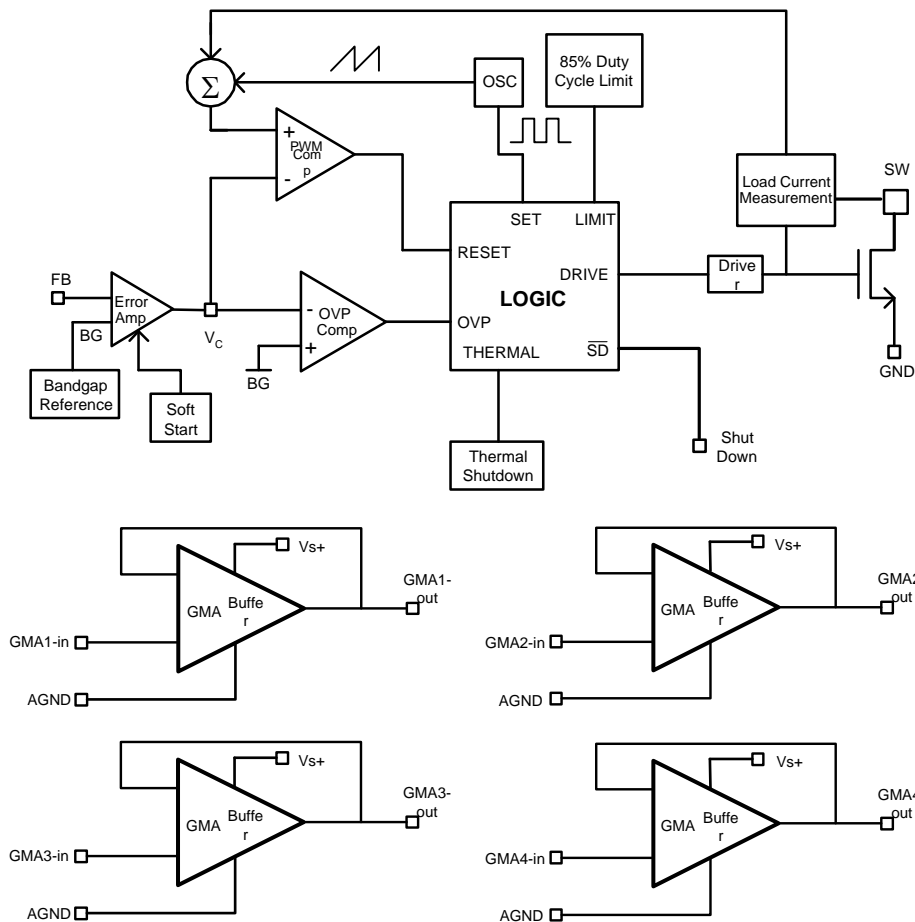 Σ
OSC
85% Duty
Cycle Limit
+
PWM
Com
p
-
Load Current
Measurement
SW
SET
LIMIT
RESET
FB
Error
Amp
BG
V_C
-
OVP
Comp
+
BG
DRIVE
LOGIC
OVP
THERMAL
SD
Drive
r
GND
Bandgap
Reference
Soft
Start
Thermal
Shutdown
Shut
Down
Vs+
GMA
Buffe
r
GMA1-
out
GMA1-in
AGND
Vs+
GMA
Buffe
r
GMA2
out
GMA2-in
AGND
Vs+
GMA
Buffe
r
GMA3-
out
GMA3-in
AGND
Vs+
GMA
Buffe
r
GMA4
out
GMA4-in
AGND